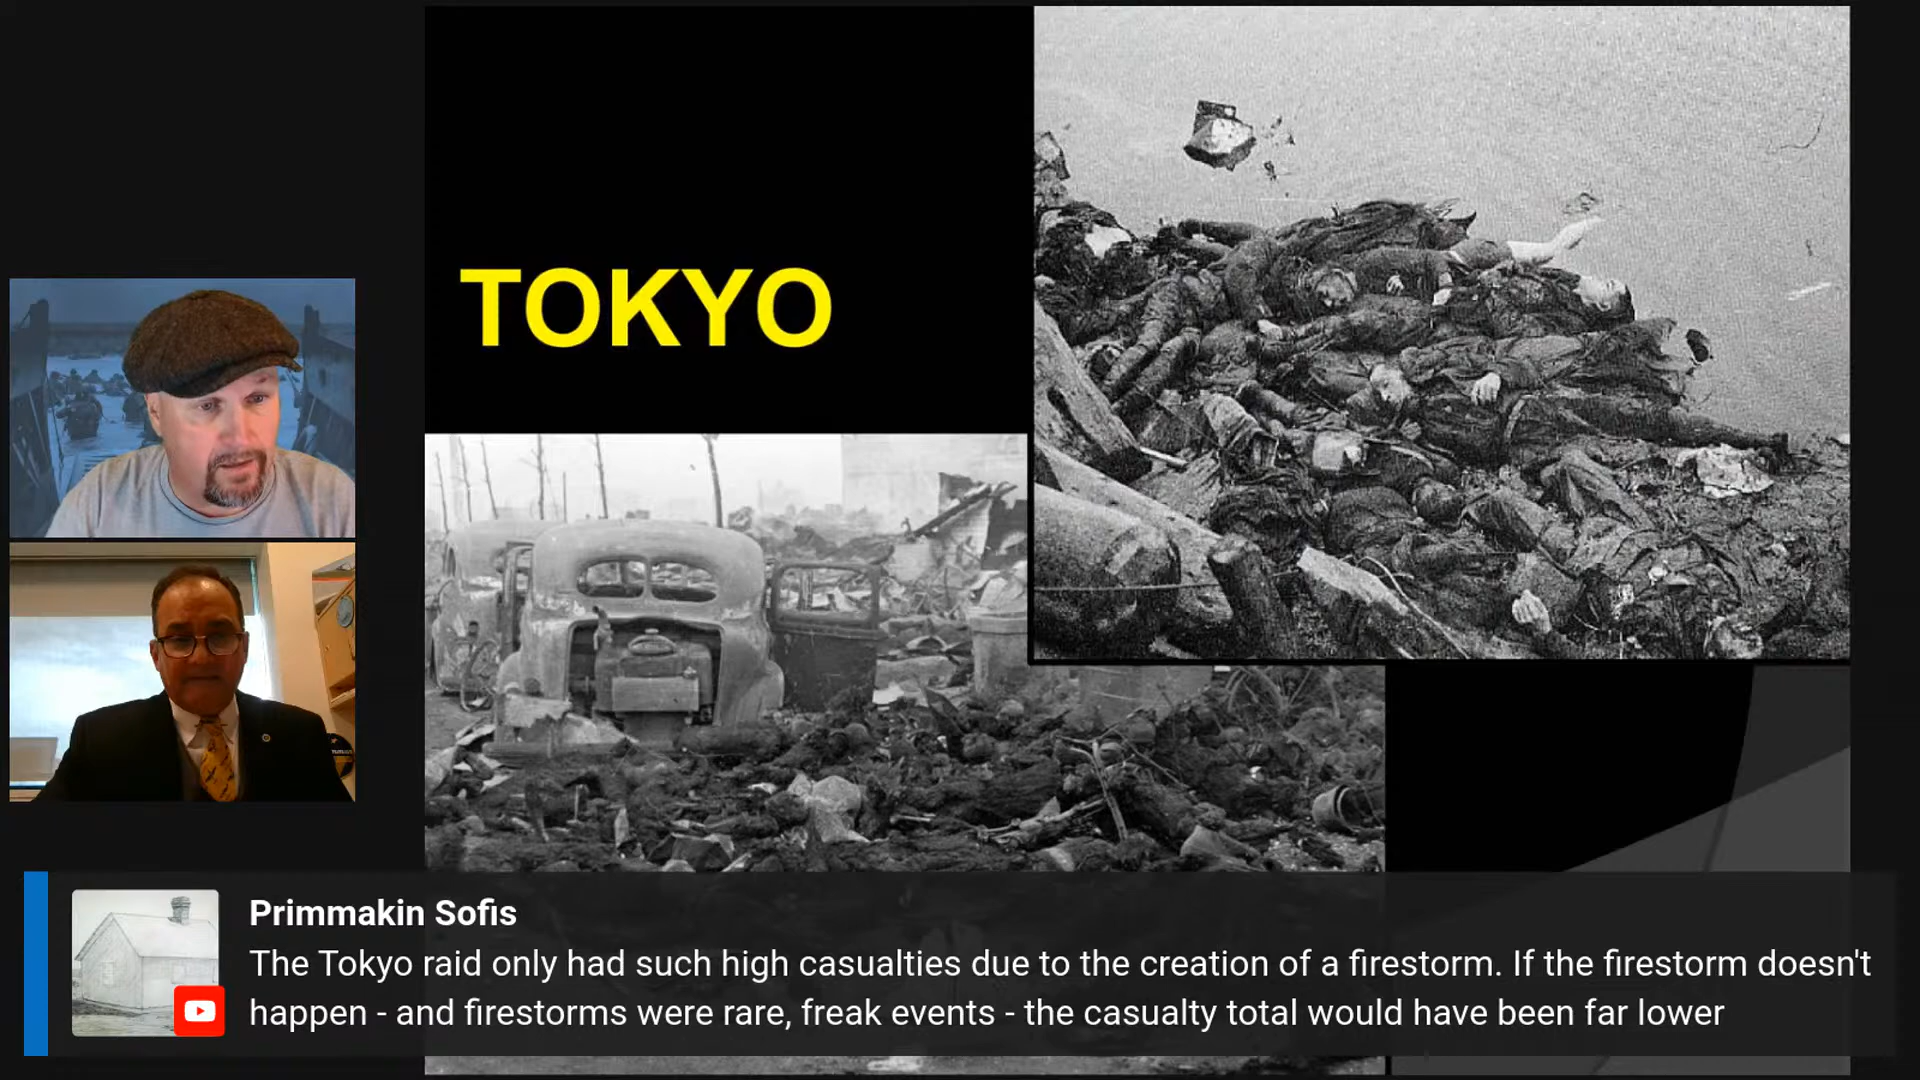 TOKYO
Primmakin Sofis
The Tokyo raid only had such high casualties due to the creation of a firestorm. If the firestorm doesn't
happen - and firestorms were rare, freak events - the casualty total would have been far lower